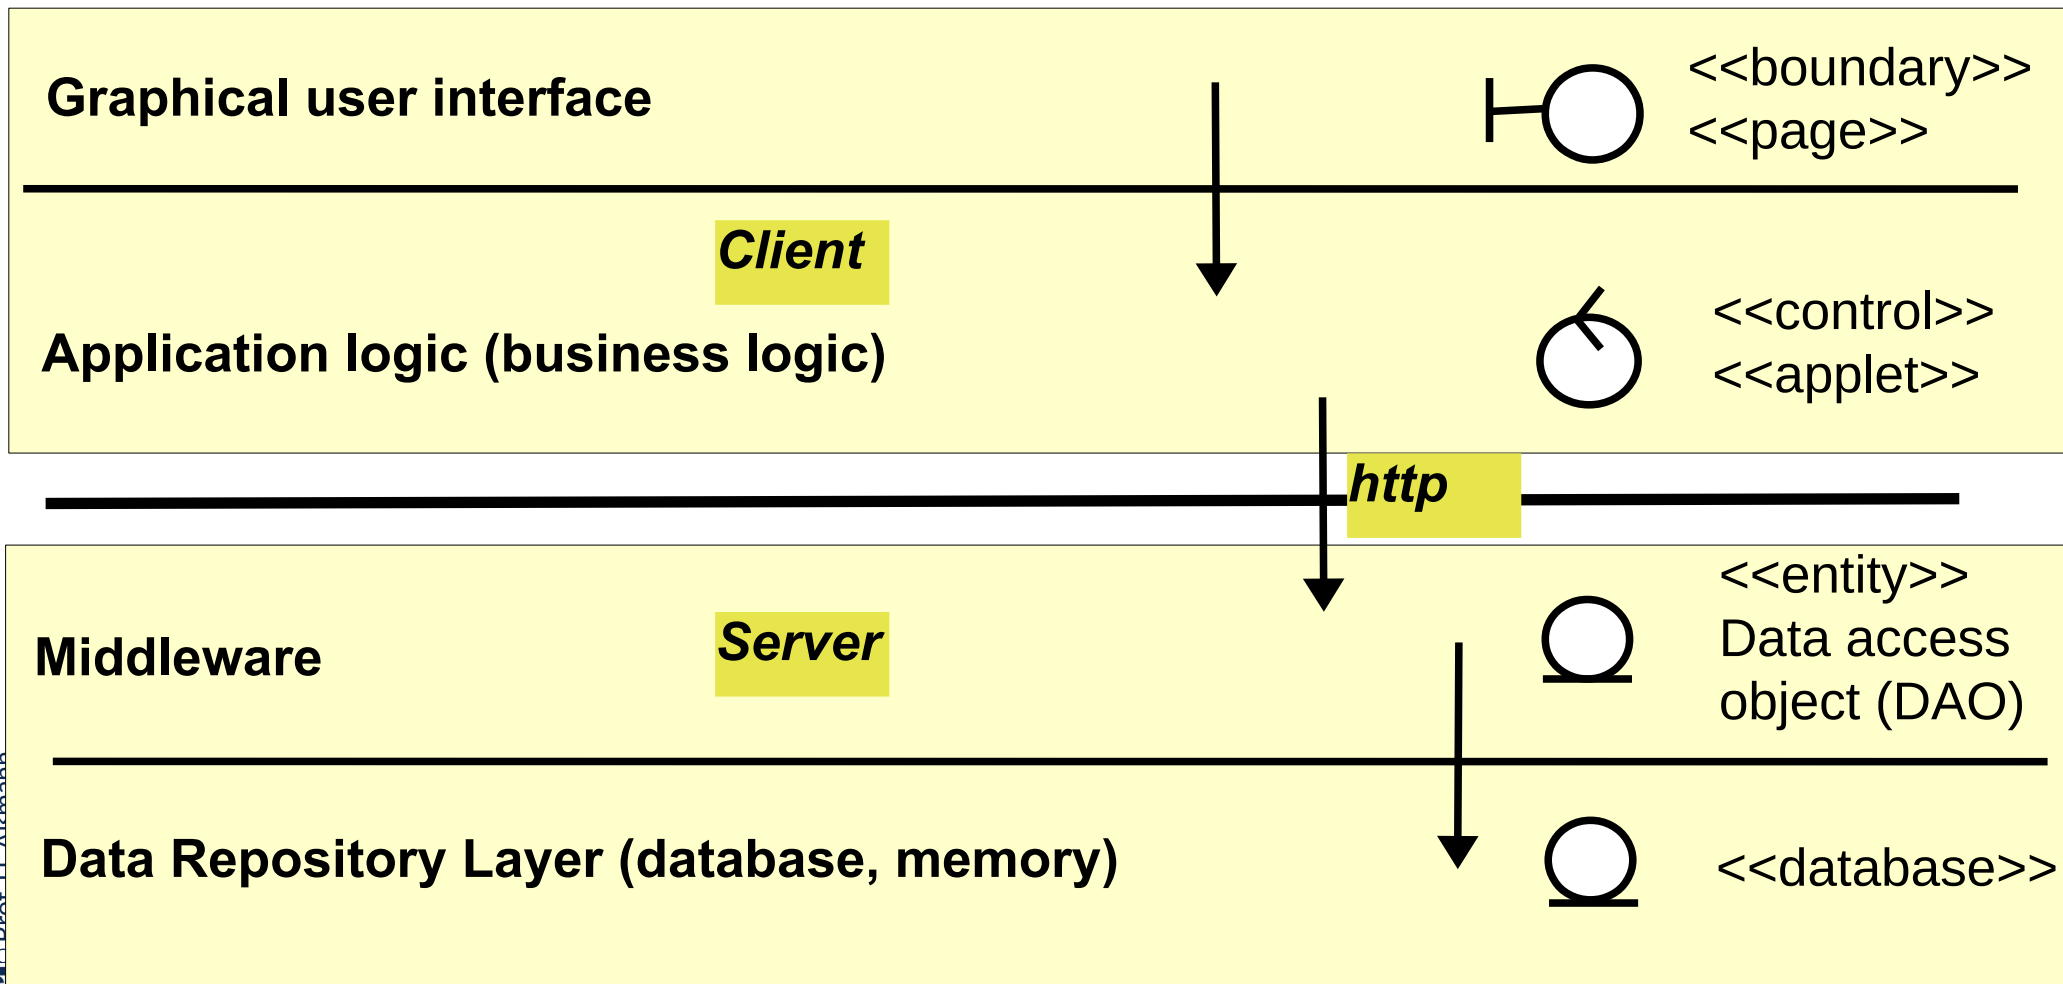 Graphical user interface
<<boundary>>
<<page>>
Client
Application logic (business logic)
<<control>>
<<applet>>
http
Middleware
Server
<<entity>>
Data access
object (DAO)
Data Repository Layer (database, memory)
<<database>>